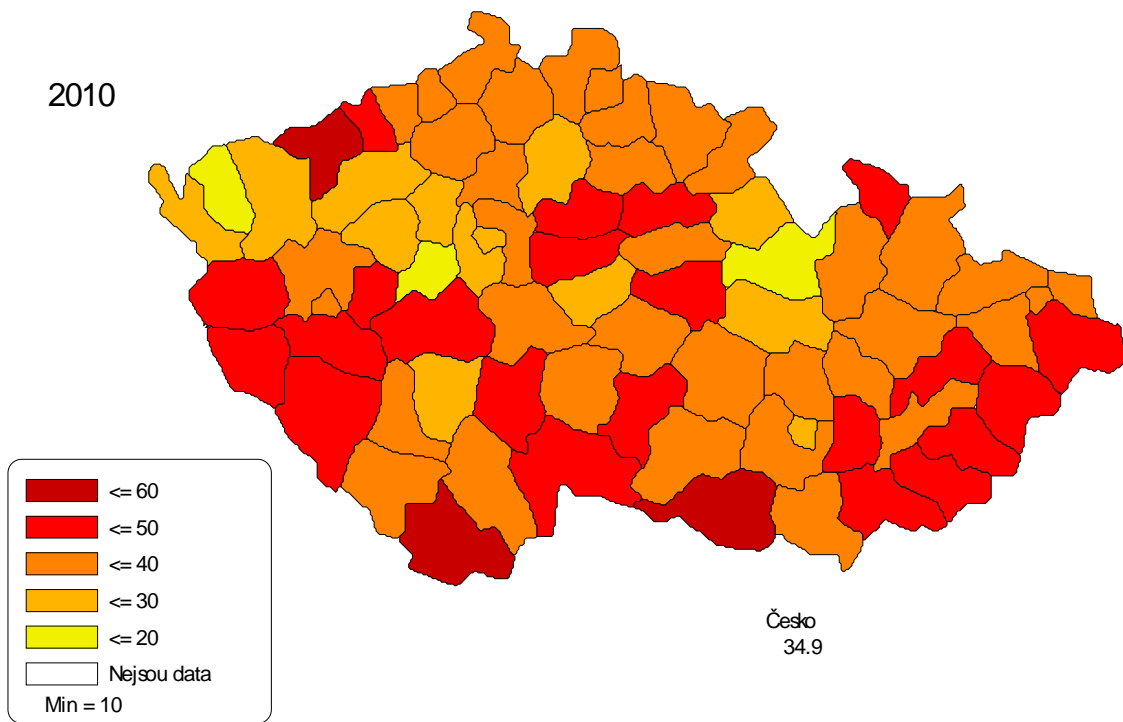 2010
<= 60
<= 50
<= 40
<= 30
<= 20
Nejsou data
Min = 10
Česko
34.9